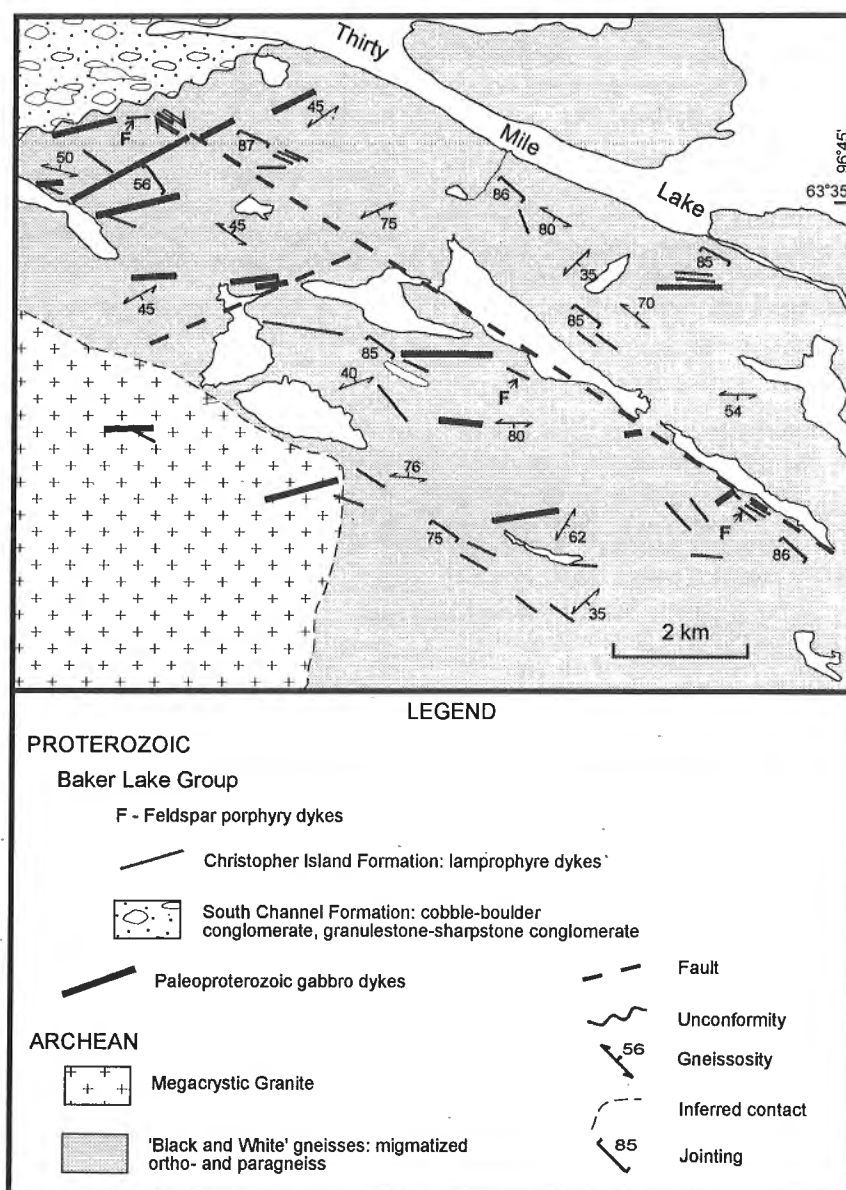 Thirty
Mile
Lake
96°45'
63°35'
45
F
87
50
56
86
75
80
45
85
35
70
45
85
85
40
F
54
80
76
F
75
62
86
35
2 km
LEGEND
PROTEROZOIC
Baker Lake Group
F - Feldspar porphyry dykes
Christopher Island Formation: lamprophyre dykes
South Channel Formation: cobble-boulder
conglomerate, granulestone-sharpstone conglomerate
Paleoproterozoic gabbro dykes
Fault
Unconformity
ARCHEAN
56
Gneissosity
Megacrystic Granite
Inferred contact
'Black and White' gneisses: migmatized
ortho- and paragneiss
85
Jointing